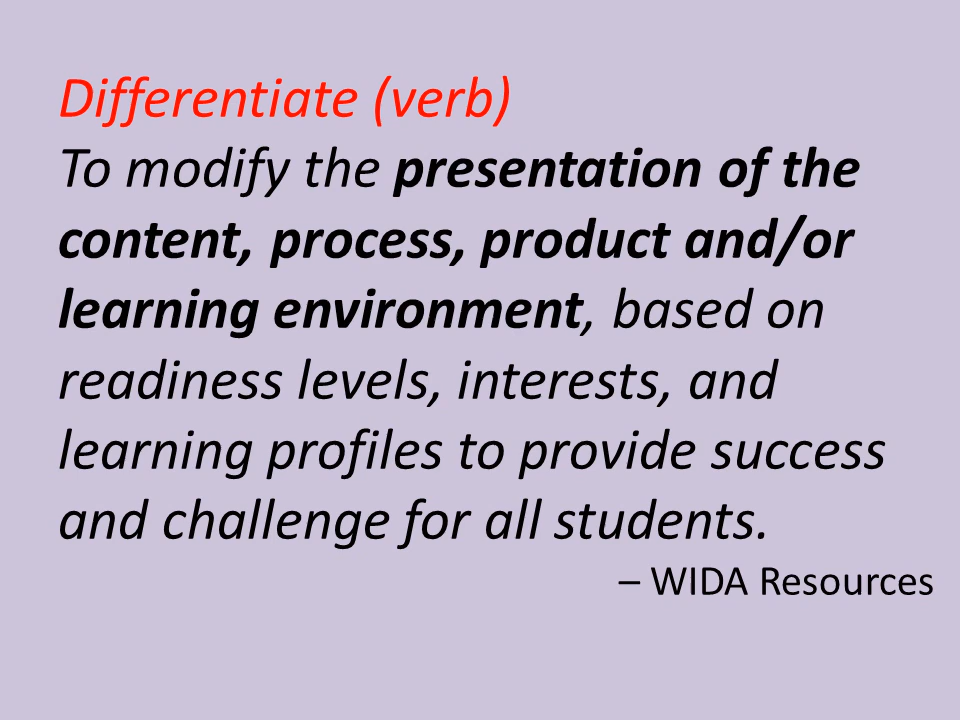 Differentiate (verb)
To modify the presentation of the
content, process, product and/or
learning environment, based on
readiness levels, interests, and
learning profiles to provide success
and challenge for all students.
– WIDA Resources